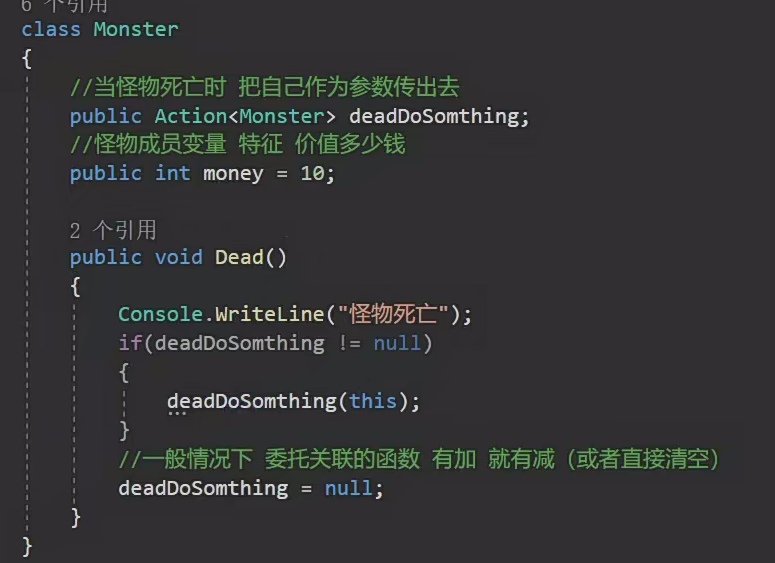 6 个引用
class Monster
{
//当怪物死亡时 把自己作为参数传出去
public Action<Monster> deadDoSomthing;
//怪物成员变量 特征 价值多少钱
public int money = 10;
2 个引用
public void Dead()
{
Console.WriteLine("怪物死亡");
if(deadDoSomthing != null)
{
deadDoSomthing(this);
}
//一般情况下 委托关联的函数 有加 就有减（或者直接清空）
deadDoSomthing = null;
}
}